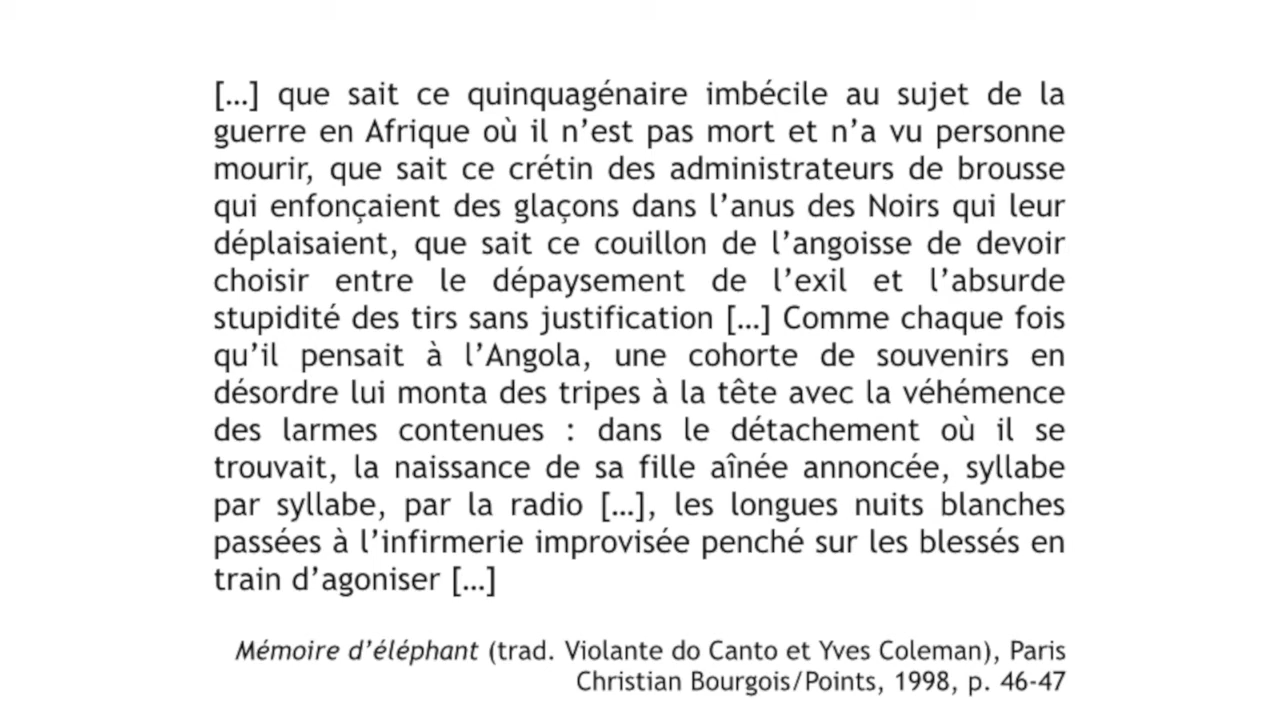 […] que sait ce quinquagénaire imbécile au sujet de la
guerre en Afrique où il n’est pas mort et n’a vu personne
mourir, que sait ce crétin des administrateurs de brousse
qui enfonçaient des glaçons dans l’anus des Noirs qui leur
déplaisaient, que sait ce couillon de l’angoisse de devoir
choisir entre le dépaysement de l’exil et l’absurde
stupidité des tirs sans justification […] Comme chaque fois
qu’il pensait à l’Angola, une cohorte de souvenirs en
désordre lui monta des tripes à la tête avec la véhémence
des larmes contenues : dans le détachement où il se
trouvait, la naissance de sa fille aînée annoncée, syllabe
par syllabe, par la radio […], les longues nuits blanches
passées à l’infirmerie improvisée penché sur les blessés en
train d’agoniser […]
Mémoire d’éléphant (trad. Violante do Canto et Yves Coleman), Paris
Christian Bourgois/Points, 1998, p. 46-47